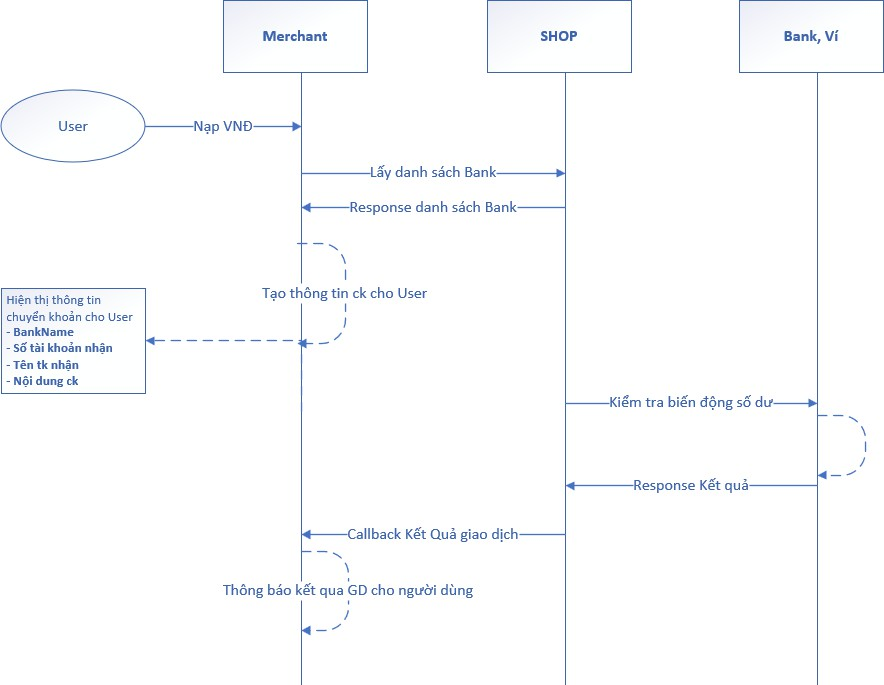 Merchant
SHOP
Bank, Ví
User
Nạp VNĐ
Lấy danh sách Bank
Response danh sách Bank
Tạo thông tin ck cho User
Hiện thị thông tin
chuyển khoản cho User
- BankName
- Số tài khoản nhận
- Tên tk nhận
- Nội dung ck
Kiểm tra biến động số dư
Response Kết quả
Callback Kết Quả giao dịch
Thông báo kết qua GD cho người dùng